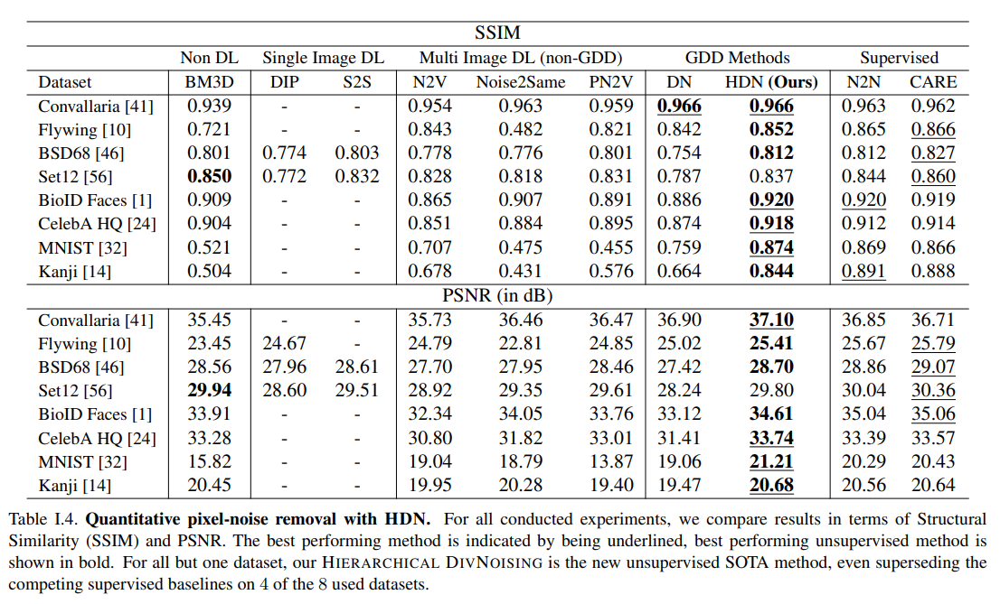 SSIM
Non DL Single Image DL Multi Image DL (non-GDD) GDD Methods Supervised
Dataset BM3D DIP S2S N2V Noise2Same PN2V DN HDN (Ours) N2N CARE
Convallaria [41] 0.939 - - 0.954 0.963 0.959 0.966 0.966 0.963 0.962
Flywing [10] 0.721 - - 0.843 0.482 0.821 0.842 0.852 0.865 0.866
BSD68 [46] 0.801 0.774 0.803 0.778 0.776 0.801 0.754 0.812 0.812 0.827
Set12 [56] 0.850 0.772 0.832 0.828 0.818 0.831 0.787 0.837 0.844 0.860
BioID Faces [1] 0.909 - - 0.865 0.907 0.891 0.886 0.920 0.920 0.919
CelebA HQ [24] 0.904 - - 0.851 0.884 0.895 0.874 0.918 0.912 0.914
MNIST [32] 0.521 - - 0.707 0.475 0.455 0.759 0.874 0.869 0.866
Kanji [14] 0.504 - - 0.678 0.431 0.576 0.664 0.844 0.891 0.888
PSNR (in dB)
Convallaria [41] 35.45 - - 35.73 36.46 36.47 36.90 37.10 36.85 36.71
Flywing [10] 23.45 24.67 - 24.79 22.81 24.85 25.02 25.41 25.67 25.79
BSD68 [46] 28.56 27.96 28.61 27.70 27.95 28.46 27.42 28.70 28.86 29.07
Set12 [56] 29.94 28.60 29.51 28.92 29.35 29.61 28.24 29.80 30.04 30.36
BioID Faces [1] 33.91 - - 32.34 34.05 33.76 33.12 34.61 35.04 35.06
CelebA HQ [24] 33.28 - - 30.80 31.82 33.01 31.41 33.74 33.39 33.57
MNIST [32] 15.82 - - 19.04 18.79 13.87 19.06 21.21 20.29 20.43
Kanji [14] 20.45 - - 19.95 20.28 19.40 19.47 20.68 20.56 20.64
Table I.4. Quantitative pixel-noise removal with HDN. For all conducted experiments, we compare results in terms of Structural
Similarity (SSIM) and PSNR. The best performing method is indicated by being underlined, best performing unsupervised method is
shown in bold. For all but one dataset, our HIERARCHICAL DIVNOISING is the new unsupervised SOTA method, even superseding the
competing supervised baselines on 4 of the 8 used datasets.